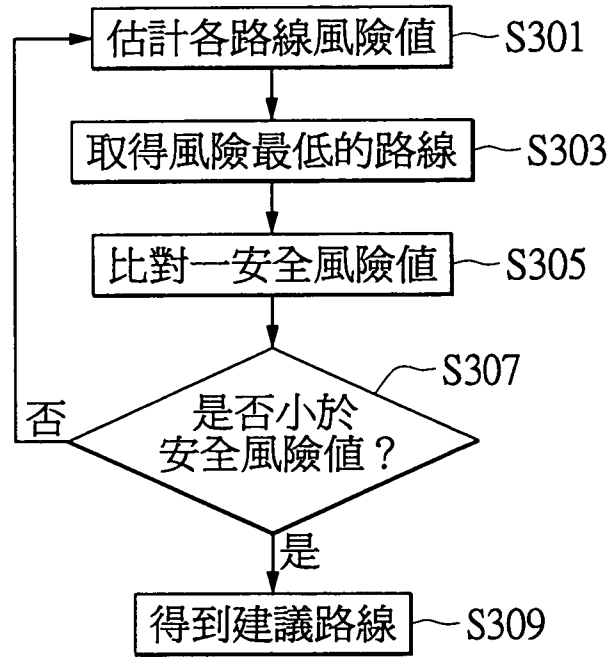 估計各路線風險值 S301
取得風險最低的路線 S303
比對一安全風險值 S305
S307
是否小於
安全風險值？
否
是
得到建議路線 S309